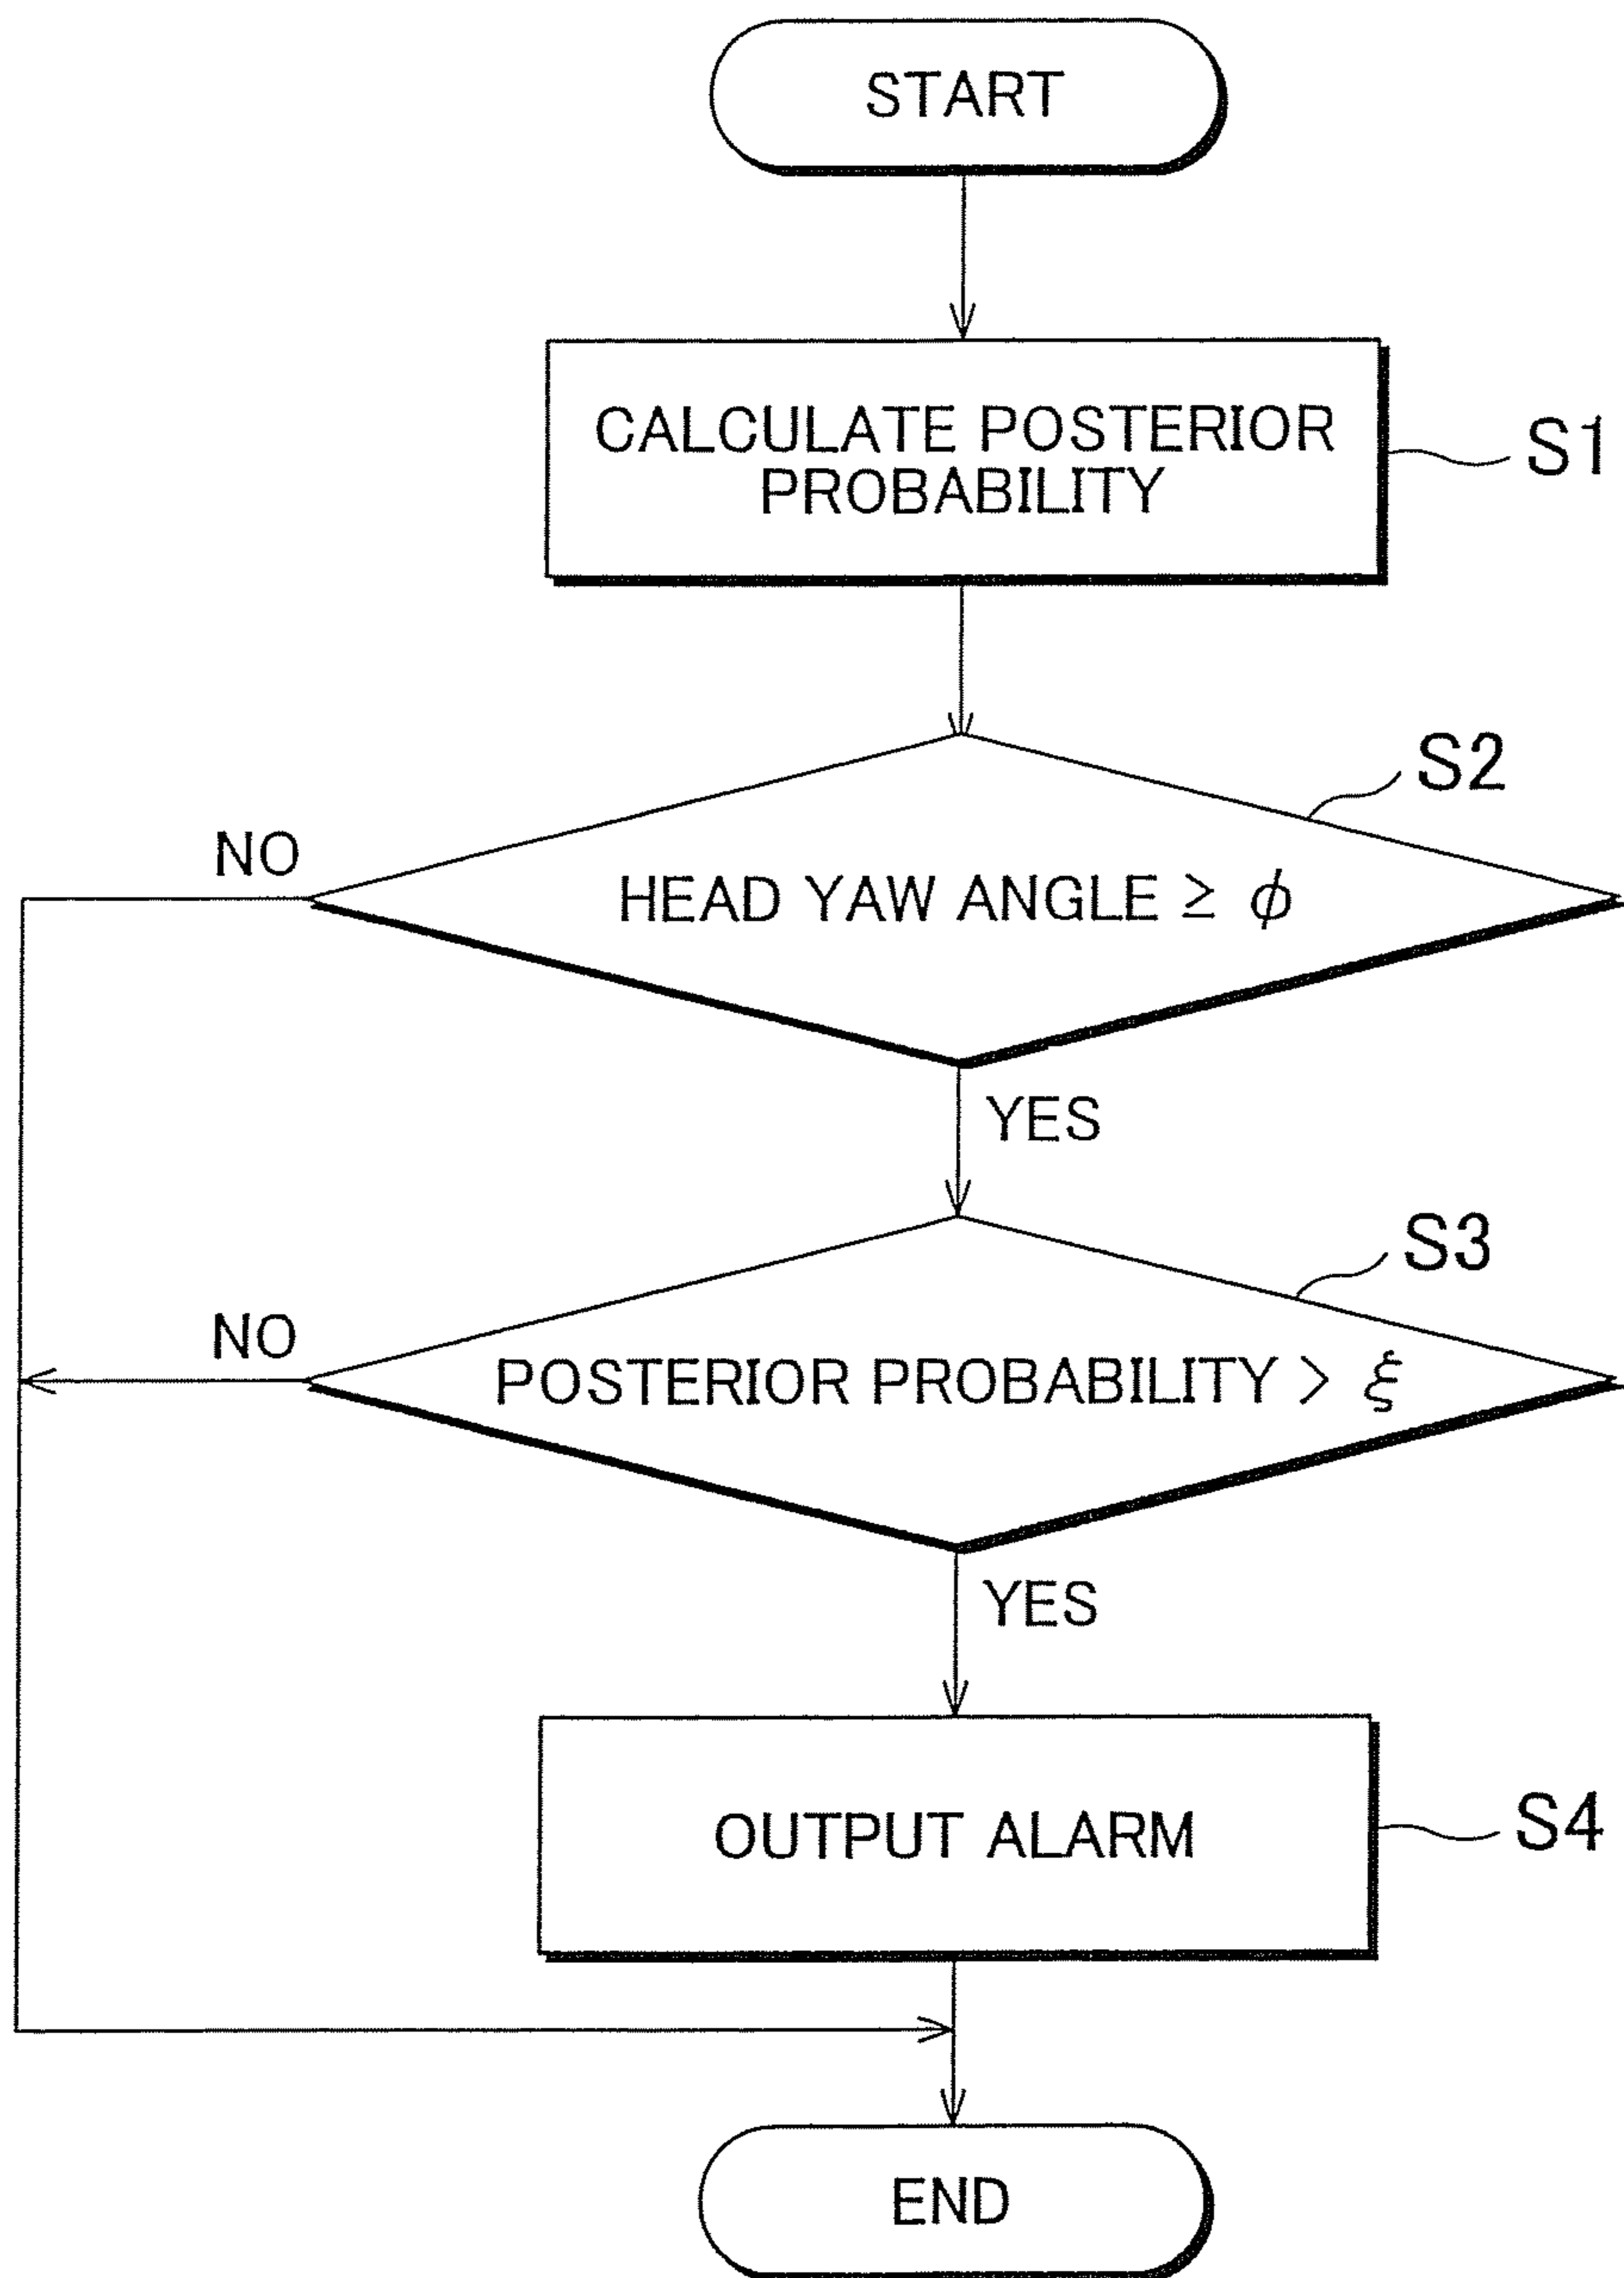 START
CALCULATE POSTERIOR
PROBABILITY
S1
S2
NO
HEAD YAW ANGLE ≥ ϕ
YES
S3
NO
POSTERIOR PROBABILITY > ξ
YES
OUTPUT ALARM
S4
END